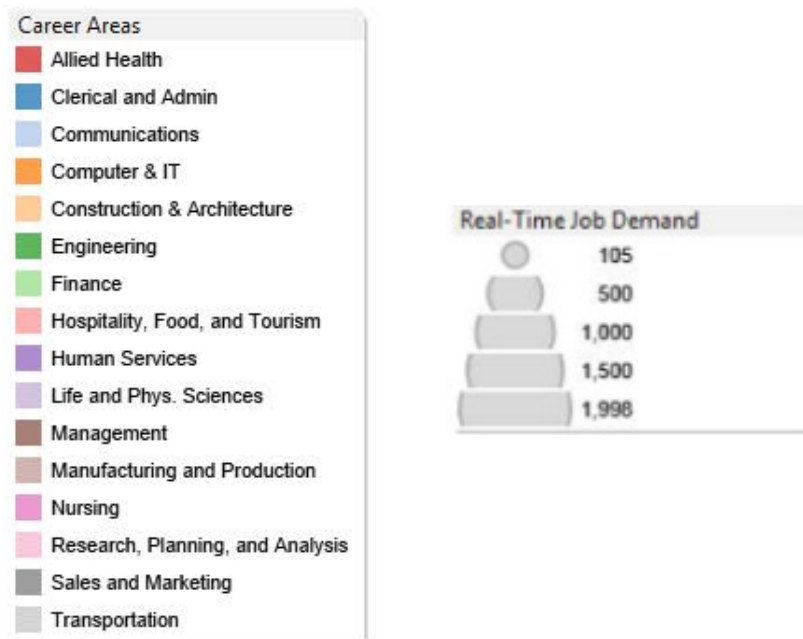 Career Areas
Allied Health
Clerical and Admin
Communications
Computer & IT
Construction & Architecture
Engineering
Finance
Hospitality, Food, and Tourism
Human Services
Life and Phys. Sciences
Management
Manufacturing and Production
Nursing
Research, Planning, and Analysis
Sales and Marketing
Transportation
Real-Time Job Demand
105
500
1,000
1,500
1,998